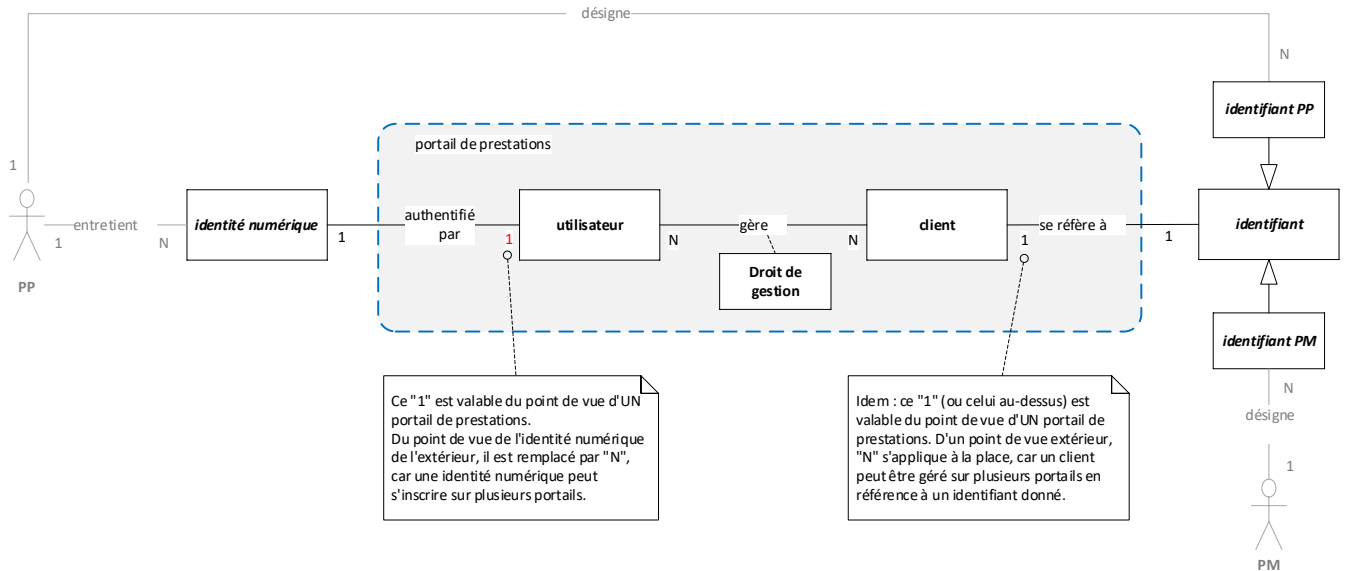 désigne
N
identifiant PP
portail de prestations
1
PP
entretient
1
N
identité numérique
1
authentifié
par
1
utilisateur
N
gère
N
Droit de
gestion
client
1
se réfère à
1
identifiant
identifiant PM
N
désigne
1
PM
Ce "1" est valable du point de vue d'UN
portail de prestations.
Du point de vue de l'identité numérique
de l'extérieur, il est remplacé par "N",
car une identité numérique peut
s'inscrire sur plusieurs portails.
Idem : ce "1" (ou celui au-dessus) est
valable du point de vue d'UN portail de
prestations. D'un point de vue extérieur,
"N" s'applique à la place, car un client
peut être géré sur plusieurs portails en
référence à un identifiant donné.